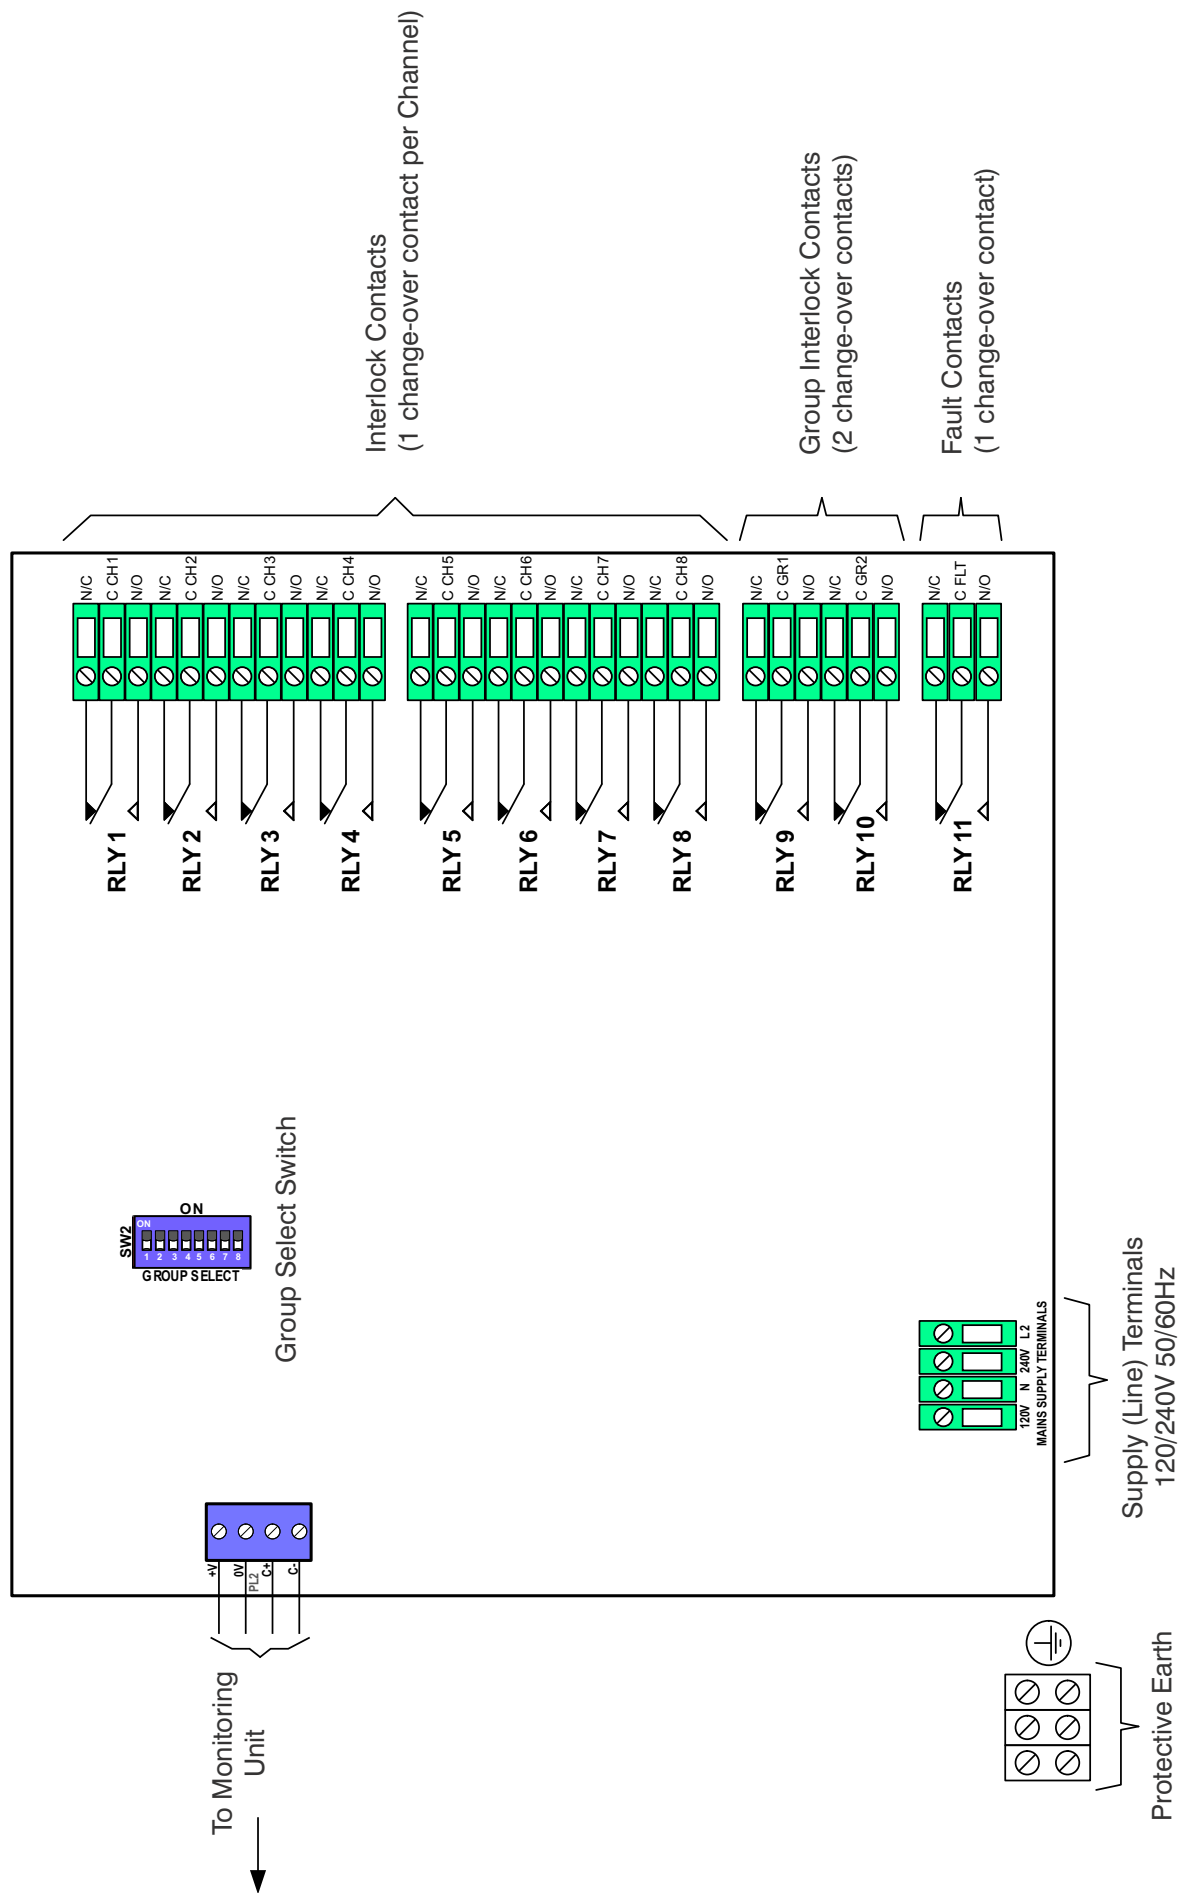 Interlock Contacts
(1 change-over contact per Channel)
Group Interlock Contacts
(2 change-over contacts)
Fault Contacts
(1 change-over contact)
N/C
C CH1
N/O
N/C
C CH2
N/O
N/C
C CH3
N/O
N/C
C CH4
N/O
N/C
C CH5
N/O
N/C
C CH6
N/O
N/C
C CH7
N/O
N/C
C CH8
N/O
N/C
C GR1
N/O
N/C
C GR2
N/O
N/C
C FLT
N/O
RLY 1
RLY 2
RLY 3
RLY 4
RLY 5
RLY 6
RLY 7
RLY 8
RLY 9
RLY 10
RLY 11
SW2
ON
ON
1 2 3 4 5 6 7 8
GROUP SELECT
Group Select Switch
120V N 240V L2
MAINS SUPPLY TERMINALS
Supply (Line) Terminals
120/240V 50/60Hz
+V
0V
PL2
C+
C-
To Monitoring
Unit
Protective Earth